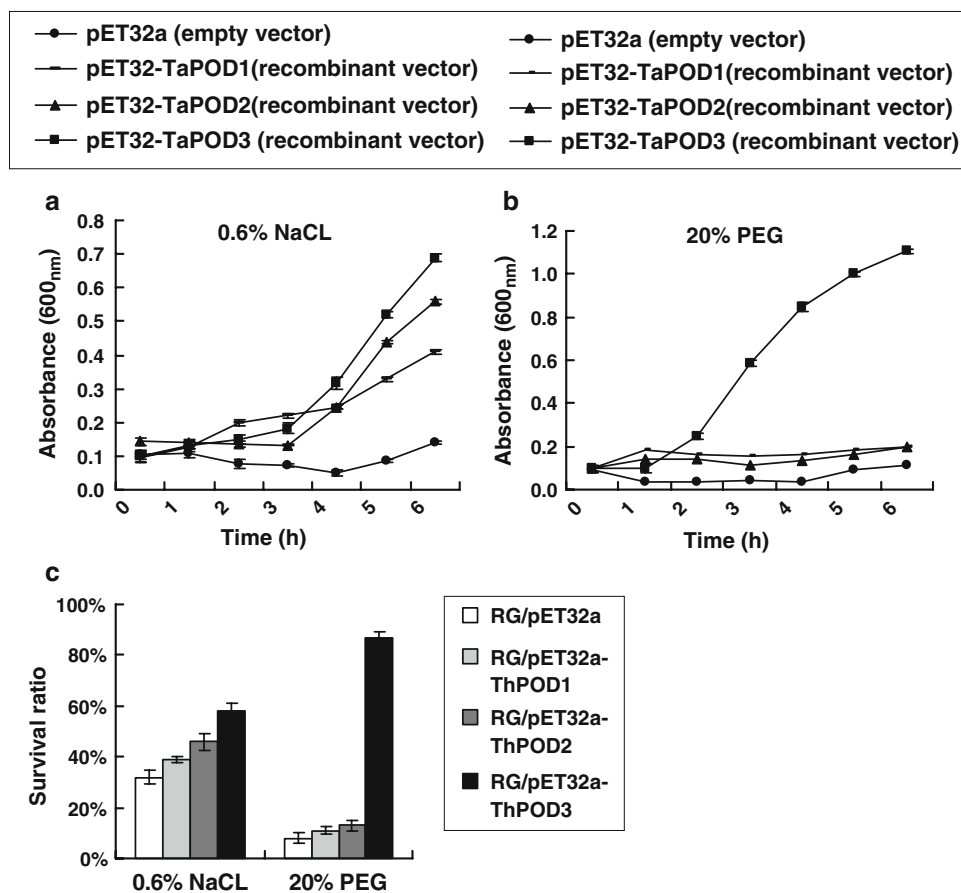 pET32a (empty vector)
pET32-TaPOD1(recombinant vector)
pET32-TaPOD2(recombinant vector)
pET32-TaPOD3 (recombinant vector)
pET32a (empty vector)
pET32-TaPOD1(recombinant vector)
pET32-TaPOD2(recombinant vector)
pET32-TaPOD3 (recombinant vector)
a
0.6% NaCL
Absorbance (600nm)
0.8
0.7
0.6
0.5
0.4
0.3
0.2
0.1
0.0
0 1 2 3 4 5 6
Time (h)
b
20% PEG
Absorbance (600nm)
1.2
1.0
0.8
0.6
0.4
0.2
0.0
0 1 2 3 4 5 6
Time (h)
c
Survival ratio
100%
80%
60%
40%
20%
0%
0.6% NaCL 20% PEG
RG/pET32a
RG/pET32a-
ThPOD1
RG/pET32a-
ThPOD2
RG/pET32a-
ThPOD3